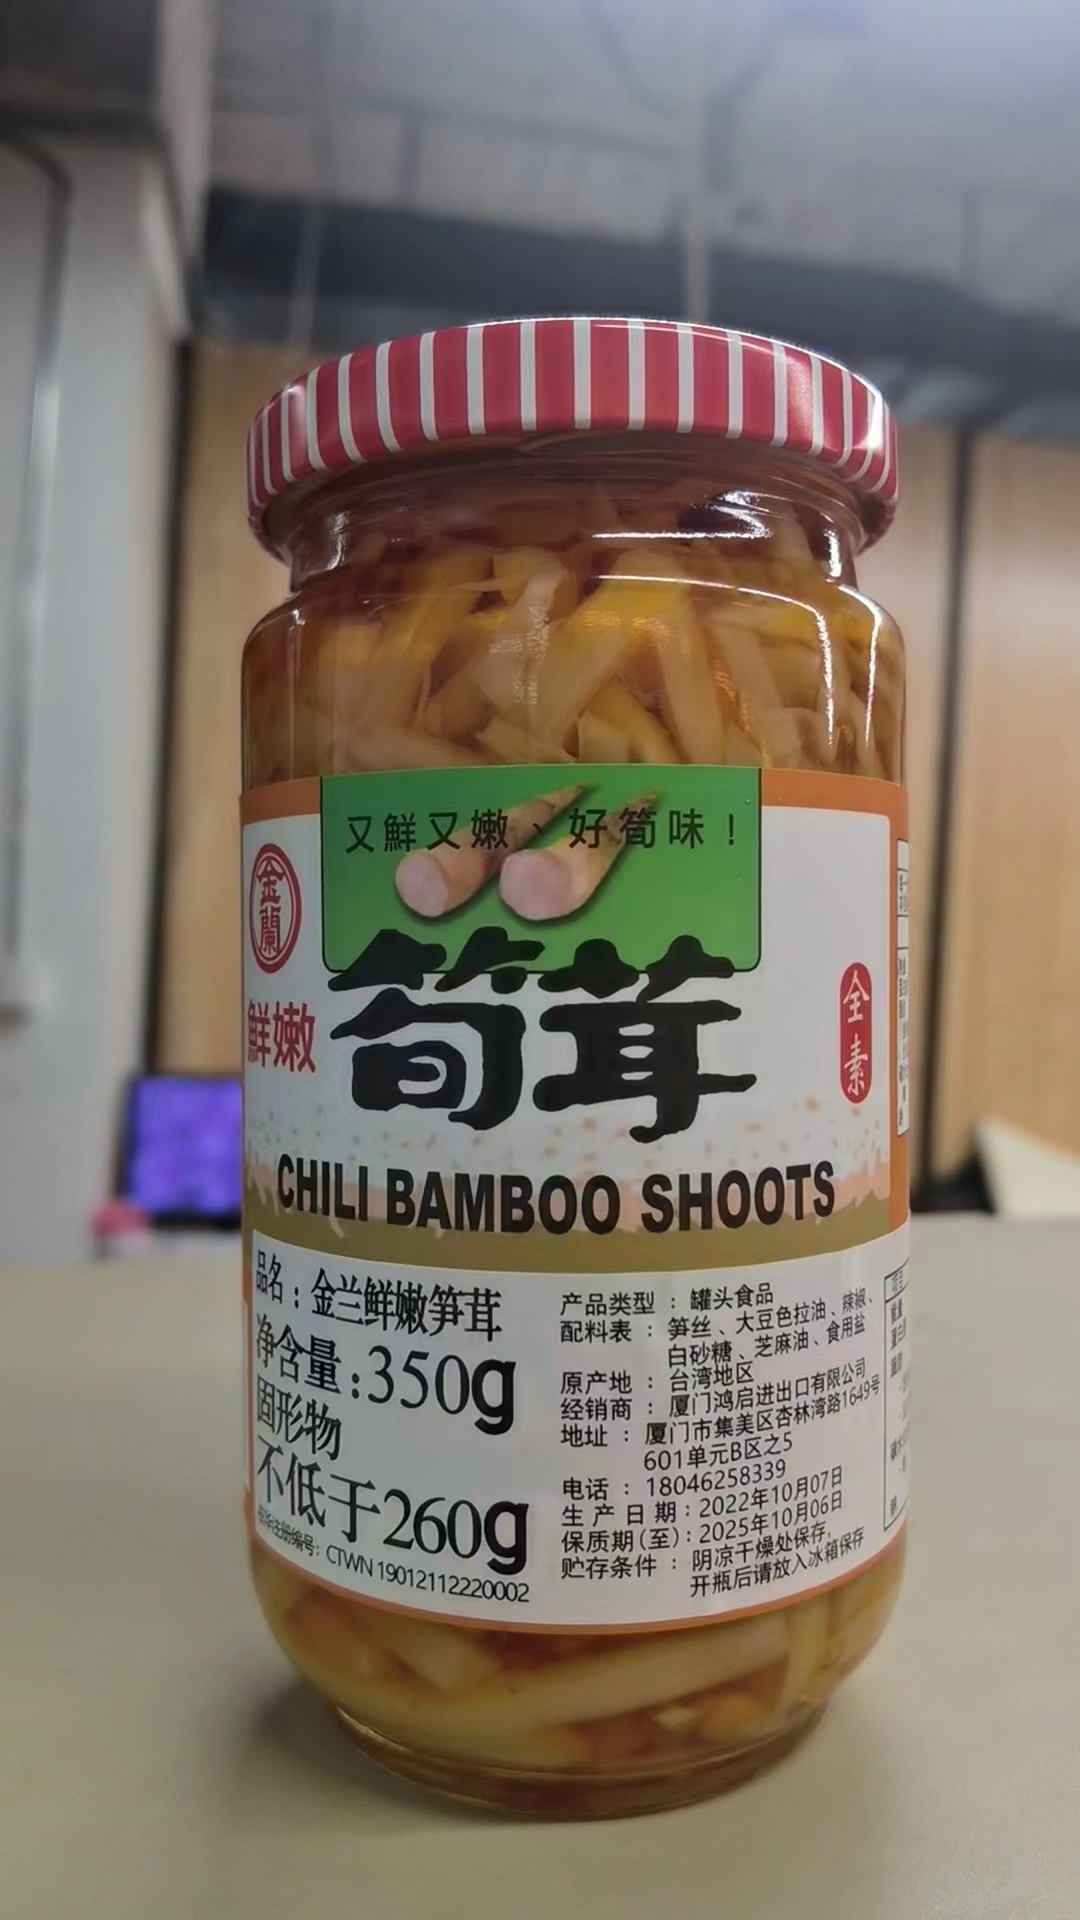 又鮮又嫩、好筍味！
金蘭
鮮嫩
筍茸
全素
CHILI BAMBOO SHOOTS
品名：金兰鲜嫩笋茸
净含量:350g
固形物
不低于260g
注册编号：CTWN 19012112220002
产品类型：罐头食品
配料表：笋丝、大豆色拉油、辣椒、
白砂糖、芝麻油、食用盐
原产地：台湾地区
经销商：厦门鸿启进出口有限公司
地址：厦门市集美区杏林湾路1649号
601单元B区之5
电话：18046258339
生产日期：2022年10月07日
保质期(至)：2025年10月06日
贮存条件：阴凉干燥处保存，
开瓶后请放入冰箱保存
项目